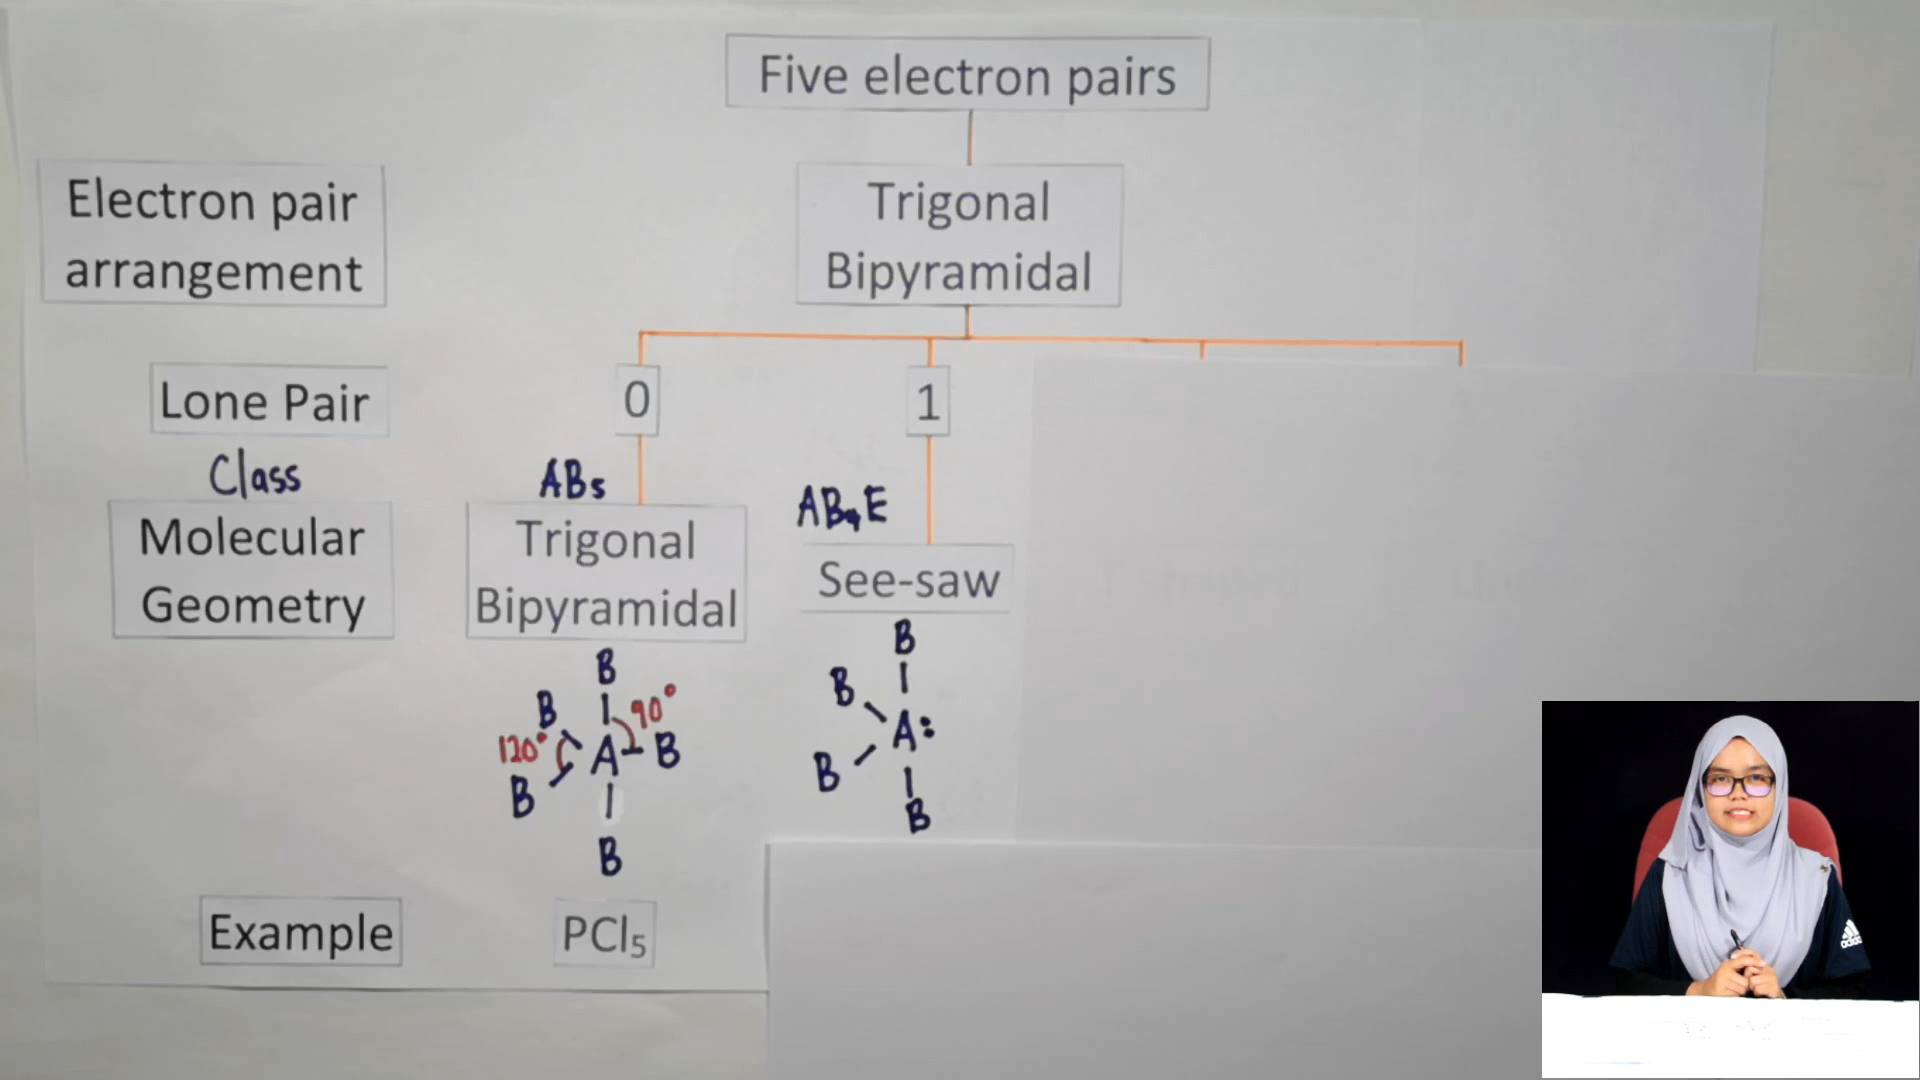 Five electron pairs
Electron pair
arrangement
Trigonal
Bipyramidal
Lone Pair
0
1
Class
AB5
AB4E
Molecular
Geometry
Trigonal
Bipyramidal
See-saw
B
B
90°
120°
A
B
B
B
B
B
A:
B
B
Example
PCl5
adidas